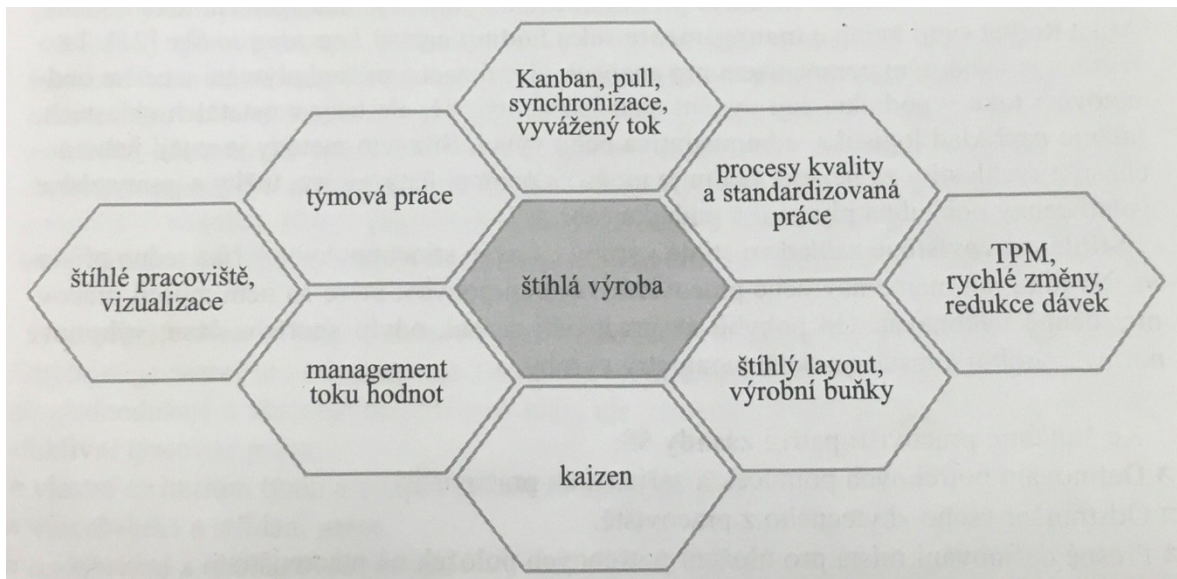 Kanban, pull,
synchronizace,
vyvážený tok
týmová práce
procesy kvality
a standardizovaná
práce
štíhlé pracoviště,
vizualizace
štíhlá výroba
TPM,
rychlé změny,
redukce dávek
management
toku hodnot
štíhlý layout,
výrobní buňky
kaizen